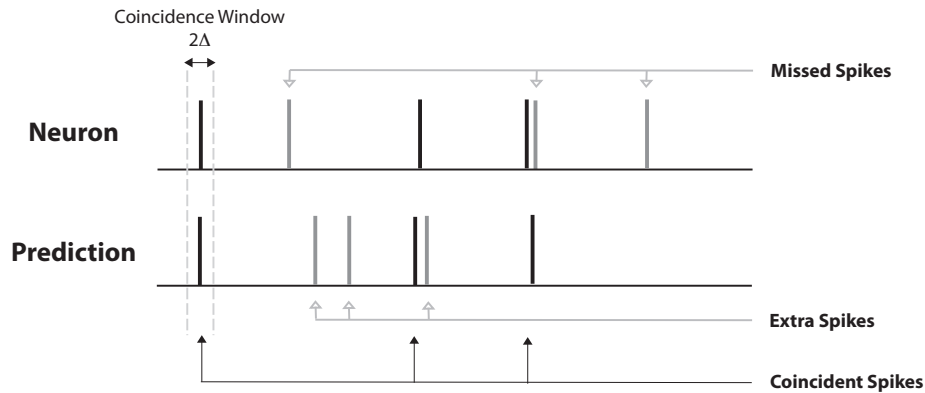 Coincidence Window
2Δ
Missed Spikes
Neuron
Prediction
Extra Spikes
Coincident Spikes